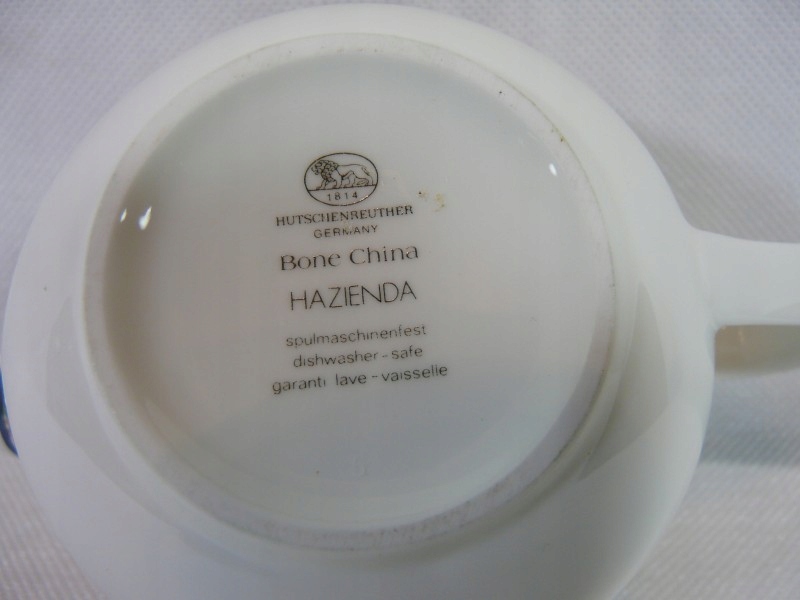 1814
HUTSCHENREUTHER
GERMANY
Bone China
HAZIENDA
spulmaschinenfest
dishwasher-safe
garanti lave-vaisselle